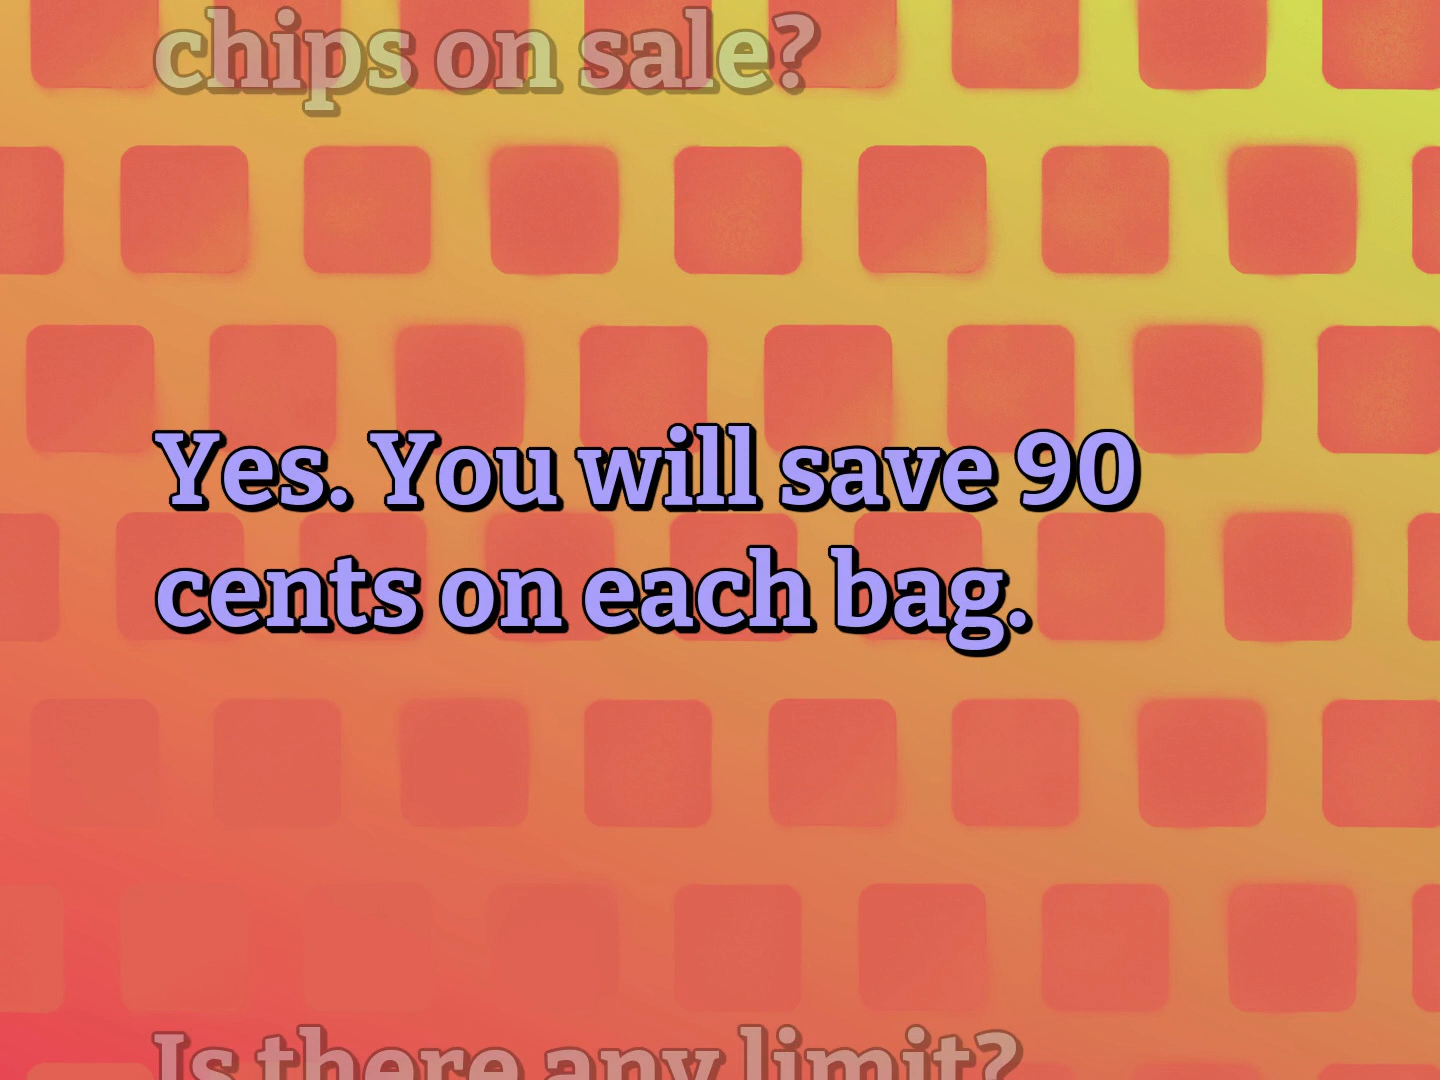 chips on sale?
Yes. You will save 90
cents on each bag.
Is there any limit?